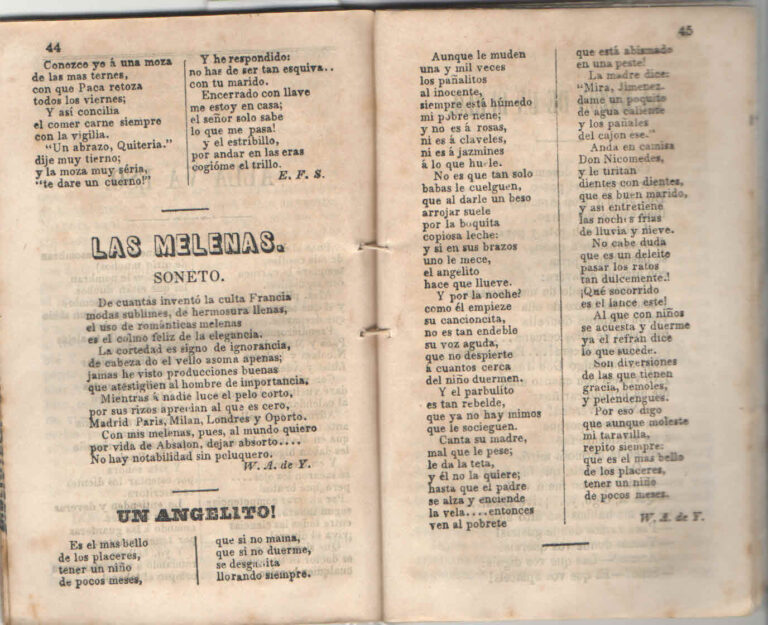 44
Conozco yo á una moza
de las mas ternes,
con que Paca retoza
todos los viernes;
Y asi concilia
el comer carne siempre
con la vigilia.
"Un abrazo, Quiteria."
dije muy tierno;
y la moza muy séria,
"te dare un cuerno!"
Y he respondido:
no has de ser tan esquiva..
con tu marido.
Encerrado con llave
me estoy en casa;
el señor solo sabe
lo que me pasa!
y el estribillo,
por andar en las eras
cogióme el trillo.
E. F. S.
LAS MELENAS.
SONETO.
De cuantas inventó la culta Francia
modas sublimes, de hermosura llenas,
el uso de románticas melenas
es el colmo feliz de la elegancia.
La cortedad es signo de ignorancia,
de cabeza do el vello asoma apenas;
jamas he visto producciones buenas
que atestigüen al hombre de importancia,
Mientras á nadie luce el pelo corto,
por sus rizos aprecian al que es cero,
Madrid Paris, Milan, Londres y Oporto.
Con mis melenas, pues, al mundo quiero
por vida de Absalon, dejar absorto....
No hay notabilidad sin peluquero.
W. A. de Y.
UN ANGELITO!
Es el mas bello
de los placeres,
tener un niño
de pocos meses,
que si no mama,
que si no duerme,
se desgañita
llorando siempre.
45
Aunque le muden
una y mil veces
los pañalitos
al inocente,
siempre está húmedo
mi pobre nene;
y no es á rosas,
ni es á claveles,
ni es á jazmines
á lo que huele.
No es que tan solo
babas le cuelguen,
que al darle un beso
arrojar suele
por la boquita
copiosa leche:
y si en sus brazos
uno le mece,
el angelito
hace que llueve.
Y por la noche?
como él empieze
su cancioncita,
no es tan endeble
su voz aguda,
que no despierte
á cuantos cerca
del niño duermen.
Y el parbulito
es tan rebelde,
que ya no hay mimos
que le sosieguen.
Canta su madre,
mal que le pese;
le da la teta,
y él no la quiere;
hasta que el padre
se alza y enciende
la vela....entonces
ven al pobrete
que está abismado
en una peste!
La madre dice:
"Mira, Jimenez.
dame un poquito
de agua caliente
y los pañales
del cajon ese."
Anda en camisa
Don Nicomedes,
y le tiritan
dientes con dientes,
que es buen marido,
y asi entretiene
las noches frias
de lluvia y nieve.
No cabe duda
que es un deleite
pasar los ratos
tan dulcemente.!
¡Qué socorrido
es el lance este!
Al que con niños
se acuesta y duerme
ya el refrán dice
lo que sucede.
Son diversiones
de las que tienen
gracia, bemoles,
y pelendengues.
Por eso digo
que aunque moleste
mi taravilla,
repito siempre:
que es el mas bello
de los placeres,
tener un niño
de pocos meses.
W. A. de Y.